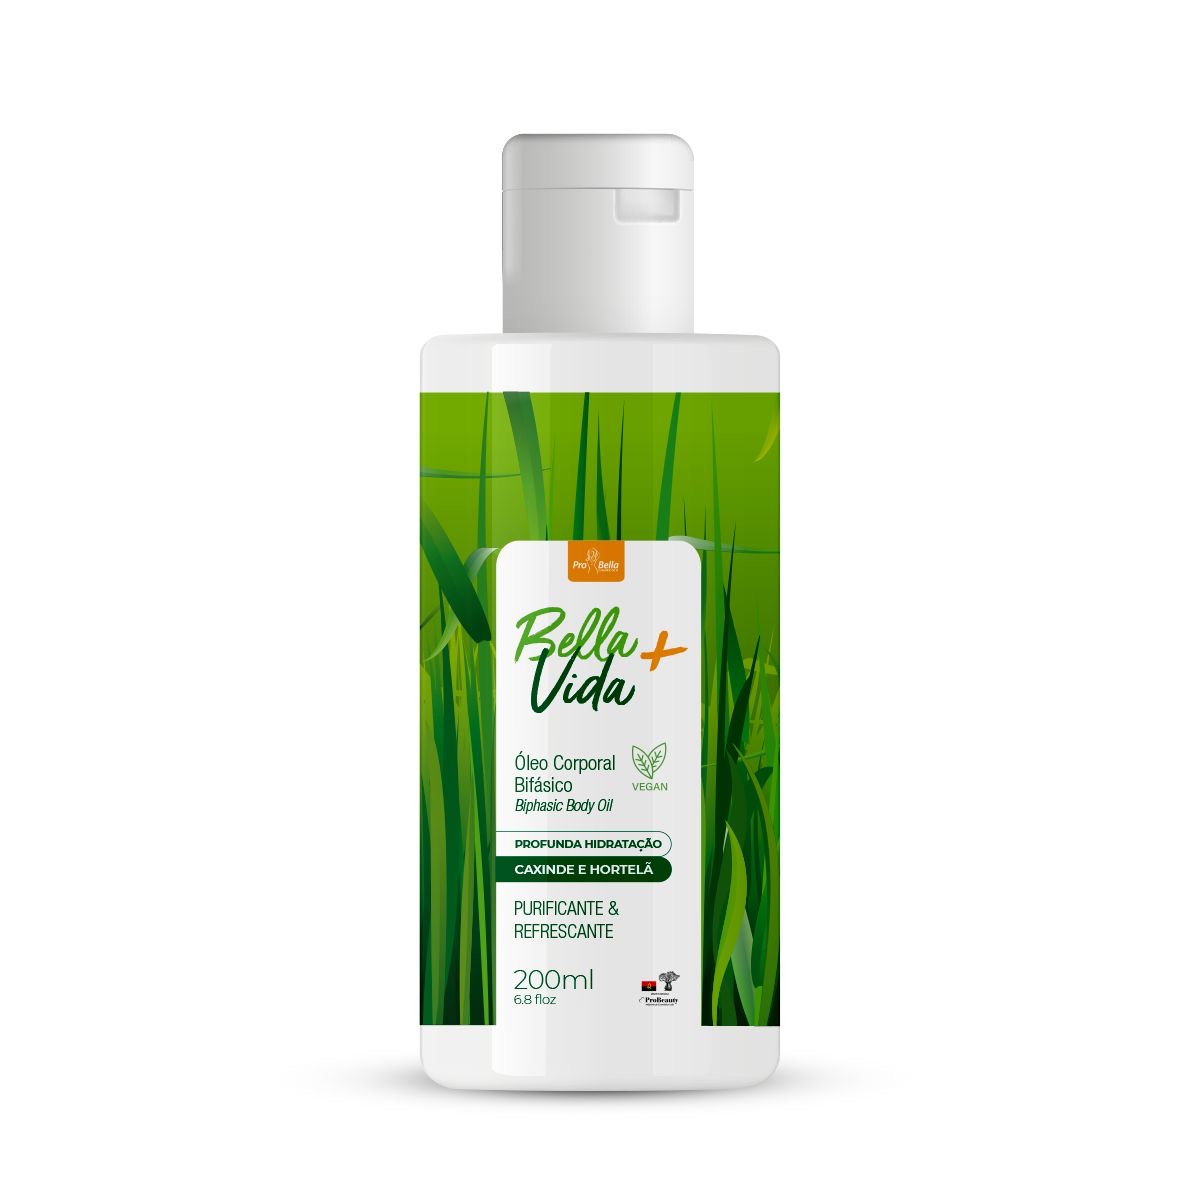 Pro Bella
Bella +
Vida
Óleo Corporal
Bifásico
Biphasic Body Oil
VEGAN
PROFUNDA HIDRATAÇÃO
CAXINDE E HORTELÃ
PURIFICANTE &
REFRESCANTE
200ml
6.8 floz
ProBeauty